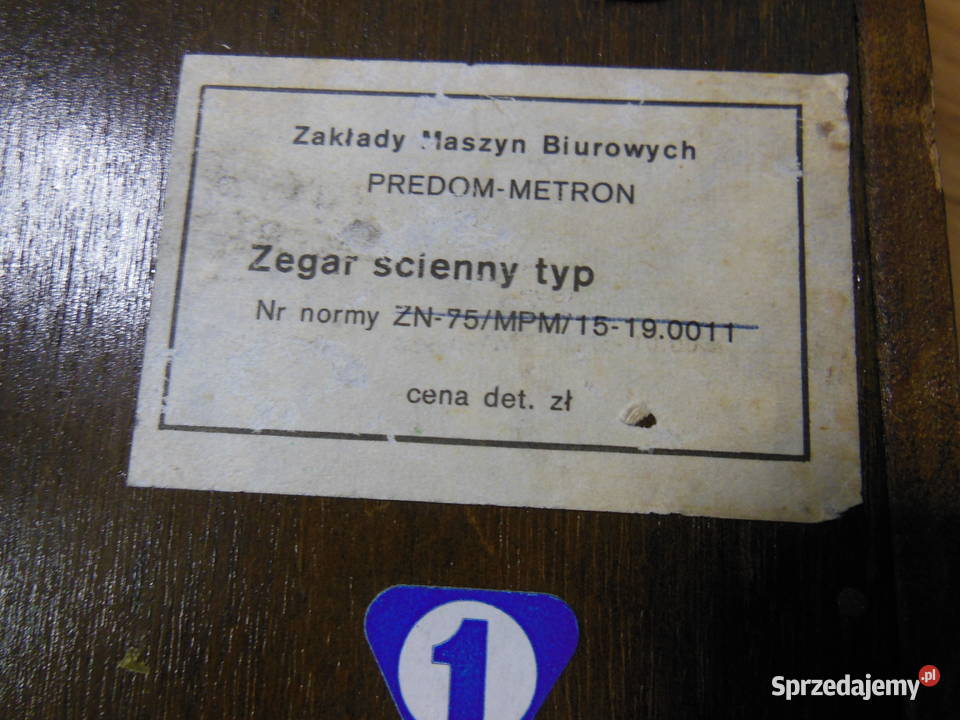 Zakłady Maszyn Biurowych
PREDOM-METRON
Zegar ścienny typ
Nr normy ZN-75/MPM/15-19.0011
cena det. zł
1
Sprzedajemy.pl